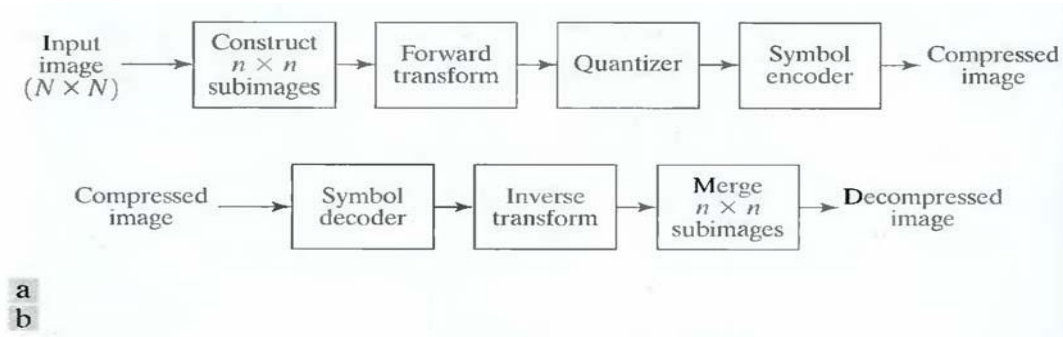 Input
image
(N × N)
Construct
n × n
subimages
Forward
transform
Quantizer
Symbol
encoder
Compressed
image
Compressed
image
Symbol
decoder
Inverse
transform
Merge
n × n
subimages
Decompressed
image
a
b